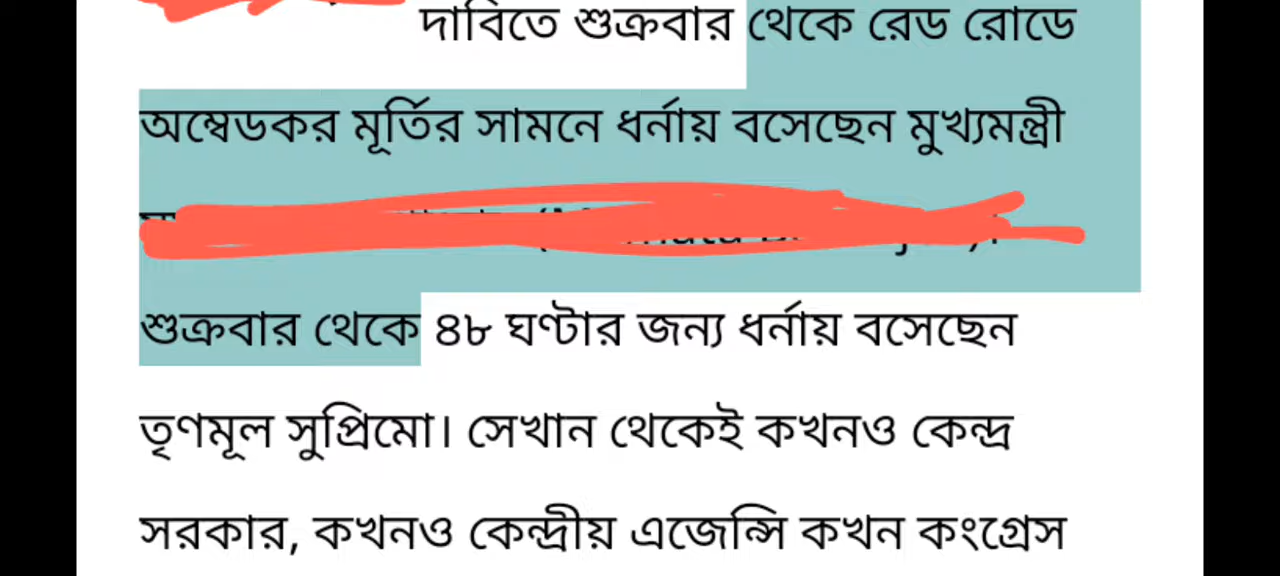 দাবিতে শুক্রবার থেকে রেড রোডে
অম্বেডকর মূর্তির সামনে ধর্নায় বসেছেন মুখ্যমন্ত্রী
শুক্রবার থেকে ৪৮ ঘণ্টার জন্য ধর্নায় বসেছেন
তৃণমূল সুপ্রিমো। সেখান থেকেই কখনও কেন্দ্র
সরকার, কখনও কেন্দ্রীয় এজেন্সি কখন কংগ্রেস